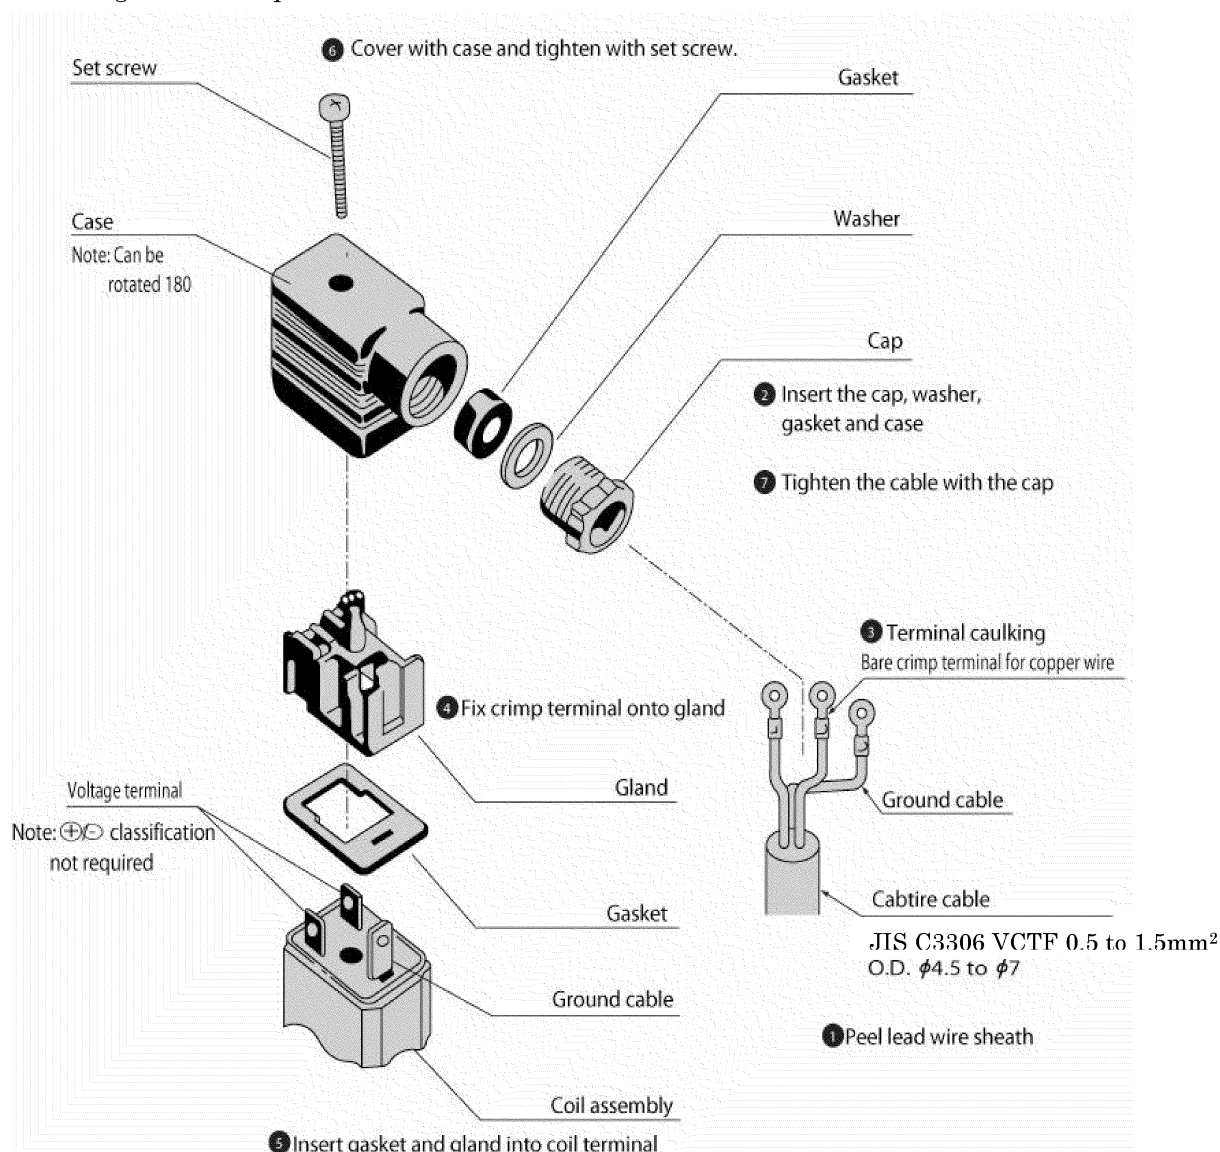 ❻ Cover with case and tighten with set screw.
Set screw
Gasket
Case
Note: Can be
rotated 180
Washer
Cap
❷ Insert the cap, washer,
gasket and case
❼ Tighten the cable with the cap
❸ Terminal caulking
Bare crimp terminal for copper wire
❹ Fix crimp terminal onto gland
Gland
Voltage terminal
Note: ⊕/⊖ classification
not required
Ground cable
Gasket
Cabtire cable
JIS C3306 VCTF 0.5 to 1.5mm²
O.D. ϕ4.5 to ϕ7
Ground cable
❶ Peel lead wire sheath
Coil assembly
❺ Insert gasket and gland into coil terminal